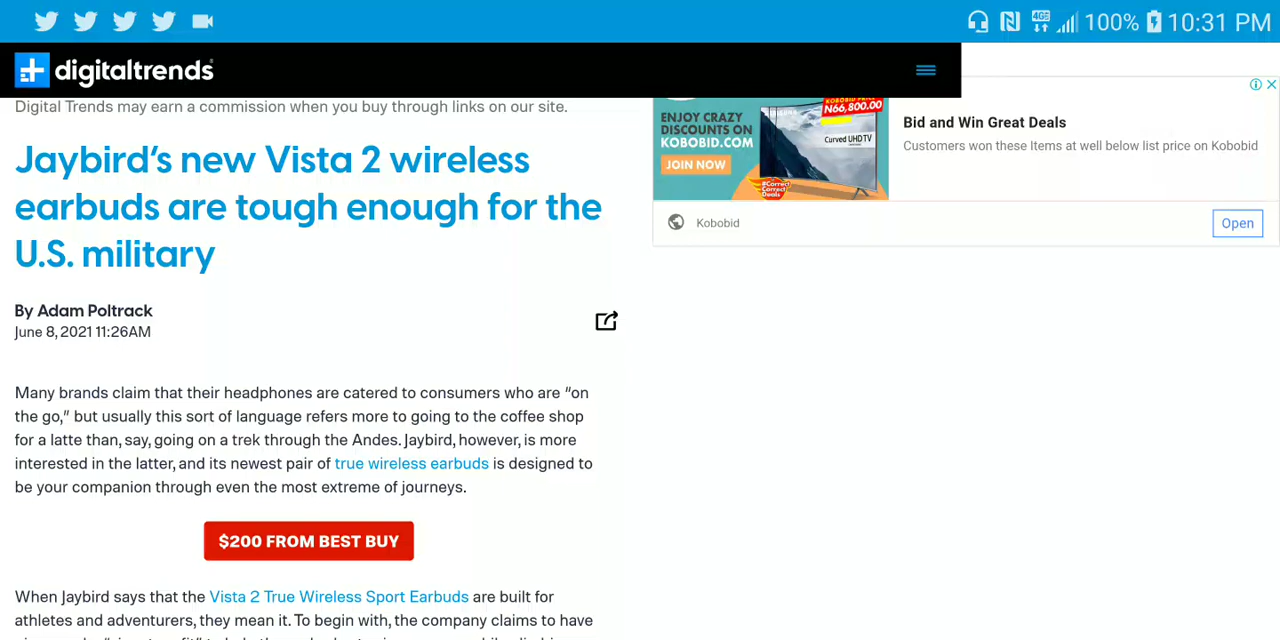 4GE 100% 10:31 PM
digitaltrends
Digital Trends may earn a commission when you buy through links on our site.
Jaybird's new Vista 2 wireless
earbuds are tough enough for the
U.S. military
By Adam Poltrack
June 8, 2021 11:26AM
Many brands claim that their headphones are catered to consumers who are “on
the go,” but usually this sort of language refers more to going to the coffee shop
for a latte than, say, going on a trek through the Andes. Jaybird, however, is more
interested in the latter, and its newest pair of true wireless earbuds is designed to
be your companion through even the most extreme of journeys.
$200 FROM BEST BUY
When Jaybird says that the Vista 2 True Wireless Sport Earbuds are built for
athletes and adventurers, they mean it. To begin with, the company claims to have
KOBOBID PRICE
₦66,800.00
ENJOY CRAZY
DISCOUNTS ON
KOBOBID.COM
JOIN NOW
Curved UHD TV
#Correct
Correct
Deals
Bid and Win Great Deals
Customers won these Items at well below list price on Kobobid
Kobobid
Open